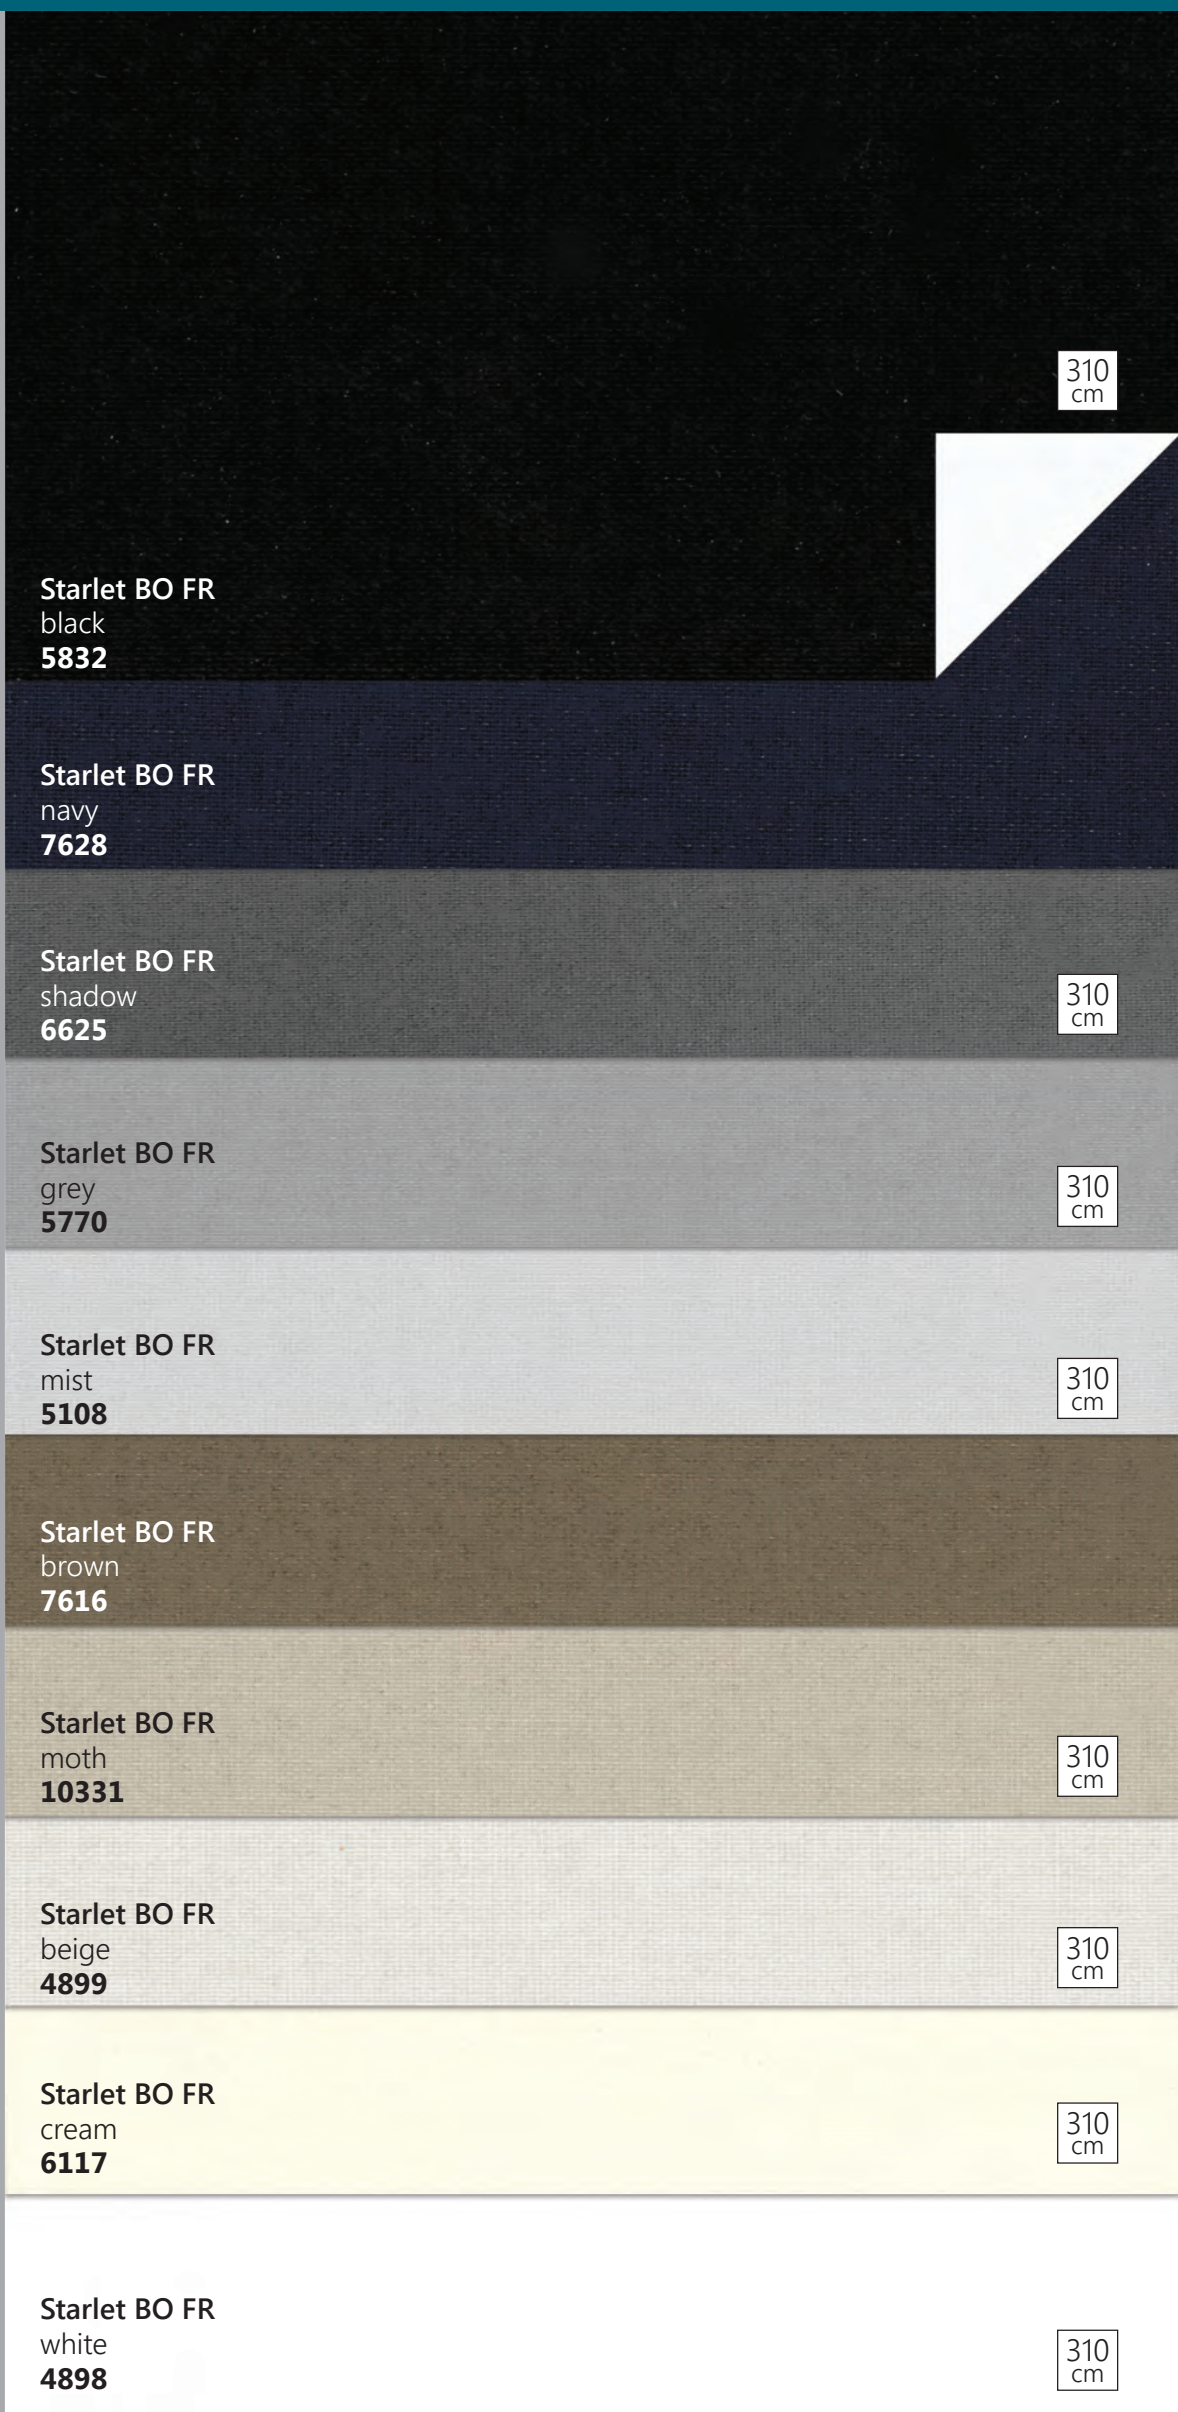 310
cm
Starlet BO FR
black
5832
Starlet BO FR
navy
7628
Starlet BO FR
shadow
6625
310
cm
Starlet BO FR
grey
5770
310
cm
Starlet BO FR
mist
5108
310
cm
Starlet BO FR
brown
7616
Starlet BO FR
moth
10331
310
cm
Starlet BO FR
beige
4899
310
cm
Starlet BO FR
cream
6117
310
cm
Starlet BO FR
white
4898
310
cm